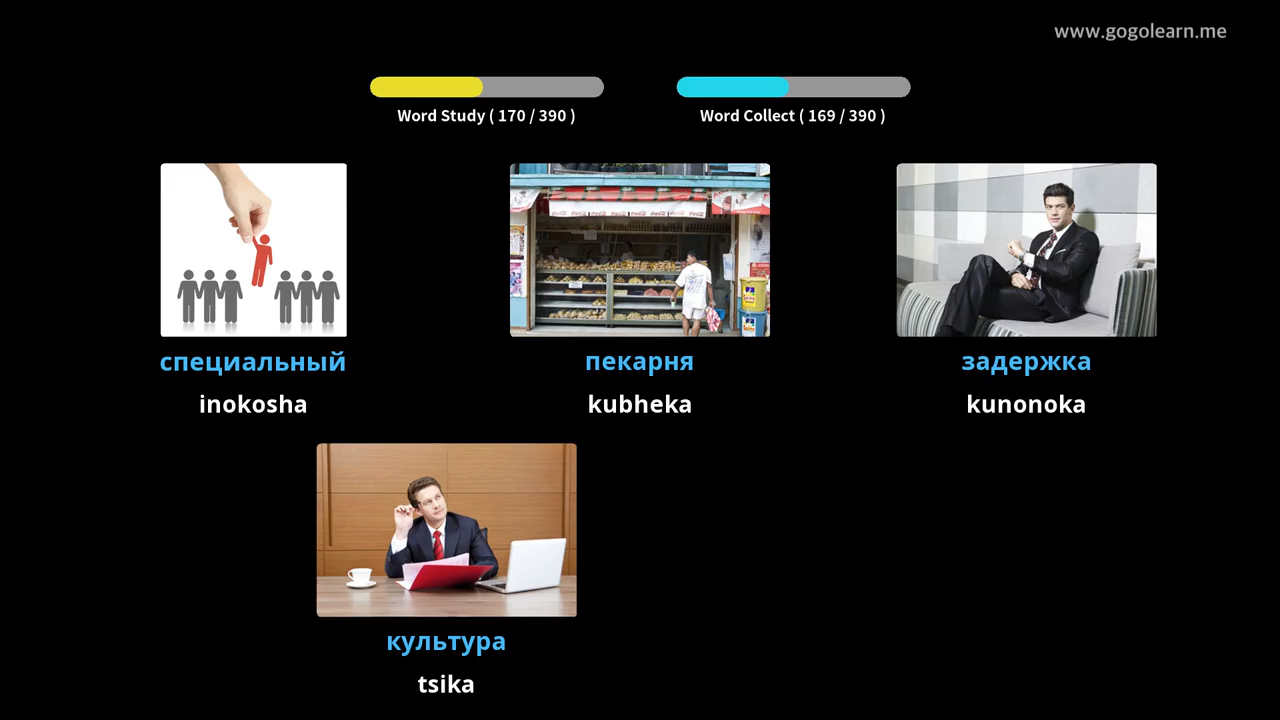 www.gogolearn.me
Word Study ( 170 / 390 )
Word Collect ( 169 / 390 )
специальный
пекарня
задержка
inokosha
kubheka
kunonoka
культура
tsika